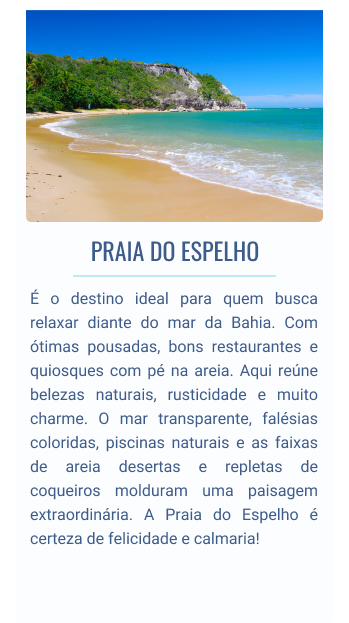 PRAIA DO ESPELHO
É o destino ideal para quem busca
relaxar diante do mar da Bahia. Com
ótimas pousadas, bons restaurantes e
quiosques com pé na areia. Aqui reúne
belezas naturais, rusticidade e muito
charme. O mar transparente, falésias
coloridas, piscinas naturais e as faixas
de areia desertas e repletas de
coqueiros molduram uma paisagem
extraordinária. A Praia do Espelho é
certeza de felicidade e calmaria!